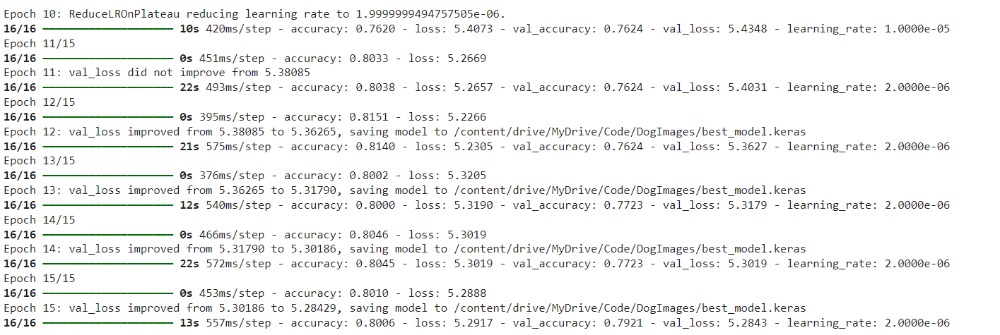 Epoch 10: ReduceLROnPlateau reducing learning rate to 1.9999999494757505e-06.
16/16 ━━━━━━━━━━━━━━━━━━━━ 10s 420ms/step - accuracy: 0.7620 - loss: 5.4073 - val_accuracy: 0.7624 - val_loss: 5.4348 - learning_rate: 1.0000e-05
Epoch 11/15
16/16 ━━━━━━━━━━━━━━━━━━━━ 0s 451ms/step - accuracy: 0.8033 - loss: 5.2669
Epoch 11: val_loss did not improve from 5.38085
16/16 ━━━━━━━━━━━━━━━━━━━━ 22s 493ms/step - accuracy: 0.8038 - loss: 5.2657 - val_accuracy: 0.7624 - val_loss: 5.4031 - learning_rate: 2.0000e-06
Epoch 12/15
16/16 ━━━━━━━━━━━━━━━━━━━━ 0s 395ms/step - accuracy: 0.8151 - loss: 5.2266
Epoch 12: val_loss improved from 5.38085 to 5.36265, saving model to /content/drive/MyDrive/Code/DogImages/best_model.keras
16/16 ━━━━━━━━━━━━━━━━━━━━ 21s 575ms/step - accuracy: 0.8140 - loss: 5.2305 - val_accuracy: 0.7624 - val_loss: 5.3627 - learning_rate: 2.0000e-06
Epoch 13/15
16/16 ━━━━━━━━━━━━━━━━━━━━ 0s 376ms/step - accuracy: 0.8002 - loss: 5.3205
Epoch 13: val_loss improved from 5.36265 to 5.31790, saving model to /content/drive/MyDrive/Code/DogImages/best_model.keras
16/16 ━━━━━━━━━━━━━━━━━━━━ 12s 540ms/step - accuracy: 0.8000 - loss: 5.3190 - val_accuracy: 0.7723 - val_loss: 5.3179 - learning_rate: 2.0000e-06
Epoch 14/15
16/16 ━━━━━━━━━━━━━━━━━━━━ 0s 466ms/step - accuracy: 0.8046 - loss: 5.3019
Epoch 14: val_loss improved from 5.31790 to 5.30186, saving model to /content/drive/MyDrive/Code/DogImages/best_model.keras
16/16 ━━━━━━━━━━━━━━━━━━━━ 22s 572ms/step - accuracy: 0.8045 - loss: 5.3019 - val_accuracy: 0.7723 - val_loss: 5.3019 - learning_rate: 2.0000e-06
Epoch 15/15
16/16 ━━━━━━━━━━━━━━━━━━━━ 0s 453ms/step - accuracy: 0.8010 - loss: 5.2888
Epoch 15: val_loss improved from 5.30186 to 5.28429, saving model to /content/drive/MyDrive/Code/DogImages/best_model.keras
16/16 ━━━━━━━━━━━━━━━━━━━━ 13s 557ms/step - accuracy: 0.8006 - loss: 5.2917 - val_accuracy: 0.7921 - val_loss: 5.2843 - learning_rate: 2.0000e-06